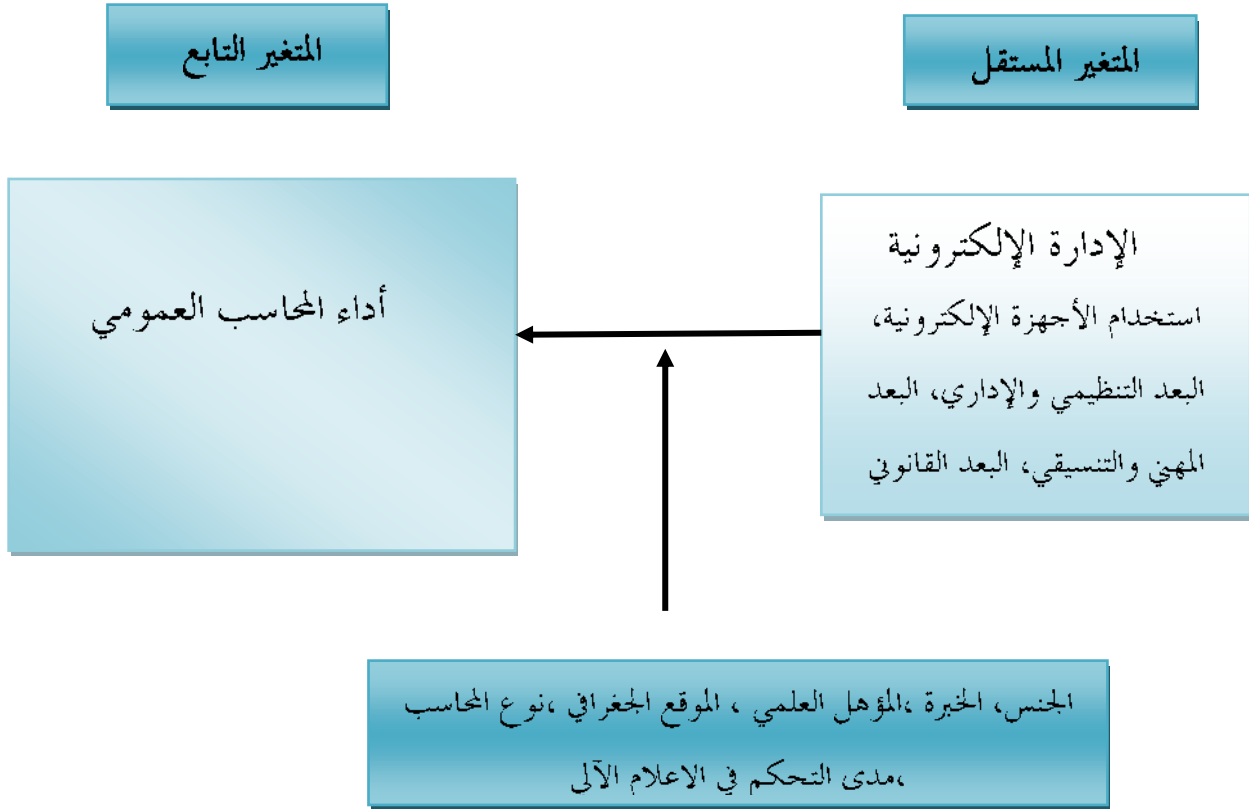 المتغير المستقل
المتغير التابع
الإدارة الإلكترونية
استخدام الأجهزة الإلكترونية،
البعد التنظيمي والإداري، البعد
المهني والتنسيقي، البعد القانوني
أداء المحاسب العمومي
الجنس، الخبرة ،المؤهل العلمي ، الموقع الجغرافي ،نوع المحاسب
،مدى التحكم في الاعلام الآلى